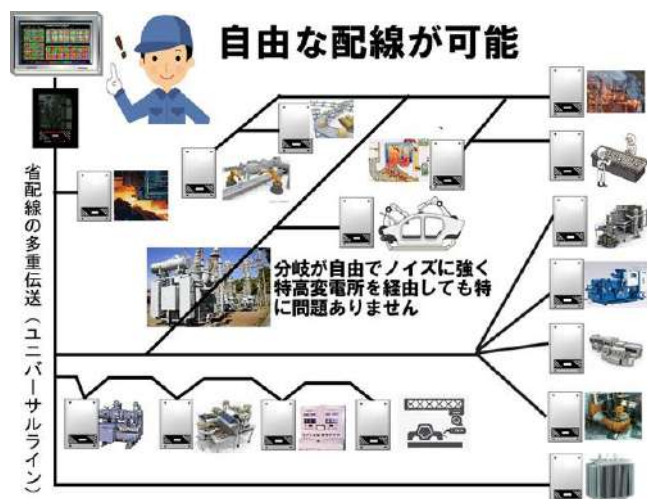 自由な配線が可能
!
省配線の多重伝送（ユニバーサルライン）
分岐が自由でノイズに強く
特高変電所を経由しても特
に問題ありません